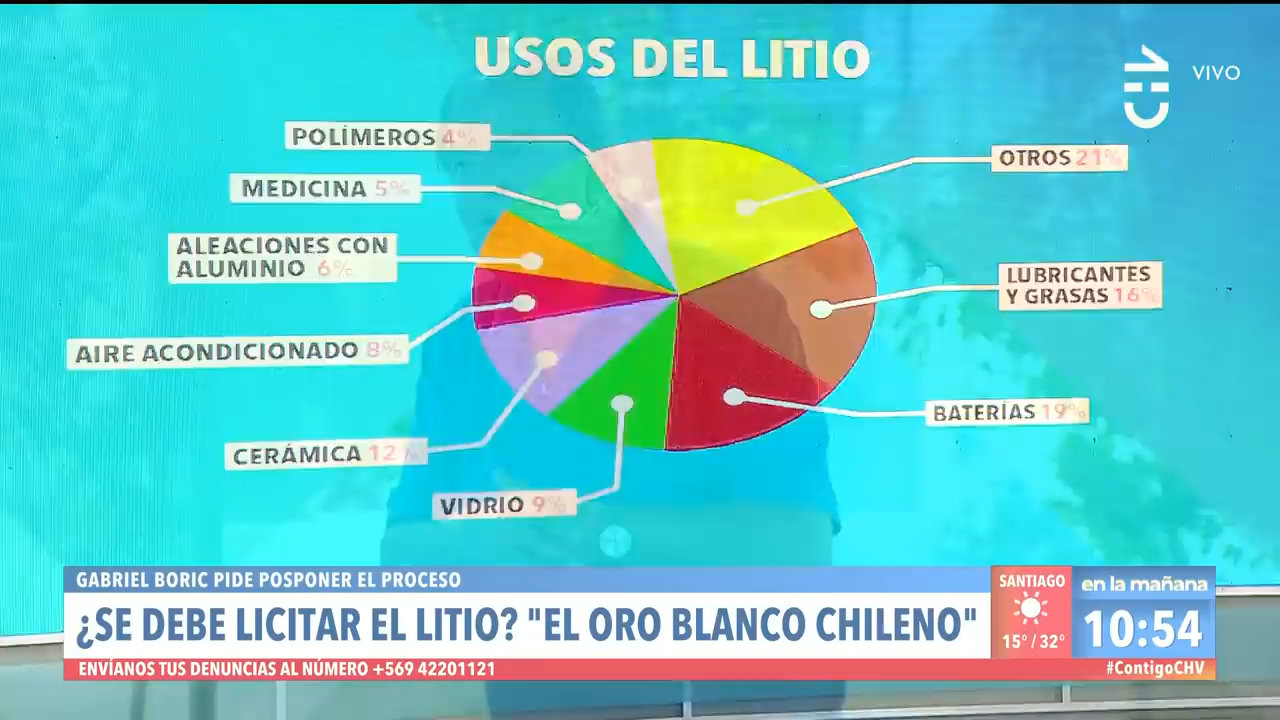 USOS DEL LITIO
CHV
VIVO
POLÍMEROS 4%
OTROS 21%
MEDICINA 5%
ALEACIONES CON
ALUMINIO 6%
LUBRICANTES
Y GRASAS 16%
AIRE ACONDICIONADO 8%
BATERÍAS 19%
CERÁMICA 12%
VIDRIO 9%
GABRIEL BORIC PIDE POSPONER EL PROCESO
¿SE DEBE LICITAR EL LITIO? "EL ORO BLANCO CHILENO"
ENVÍANOS TUS DENUNCIAS AL NÚMERO +569 42201121
SANTIAGO
15° / 32°
en la mañana
10:54
#ContigoCHV